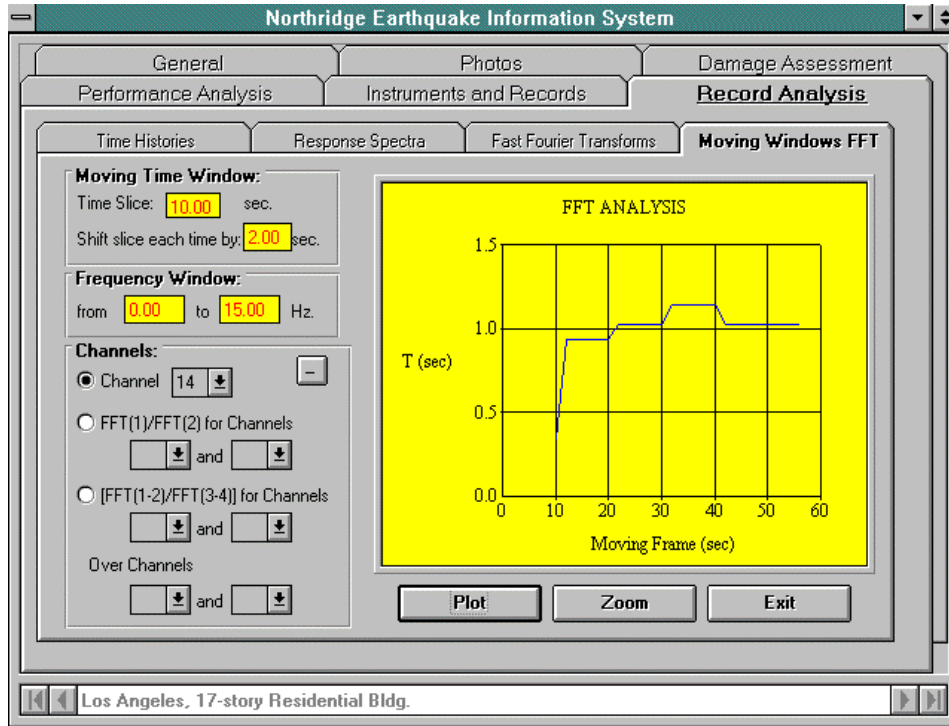 Northridge Earthquake Information System
General Photos Damage Assessment
Performance Analysis Instruments and Records Record Analysis
Time Histories Response Spectra Fast Fourier Transforms Moving Windows FFT
Moving Time Window:
Time Slice: 10.00 sec.
Shift slice each time by: 2.00 sec.
Frequency Window:
from 0.00 to 15.00 Hz.
Channels:
Channel 14 –
FFT(1)/FFT(2) for Channels
and
[FFT(1-2)/FFT(3-4)] for Channels
and
Over Channels
and
FFT ANALYSIS
1.5
1.0
T (sec)
0.5
0.0
0 10 20 30 40 50 60
Moving Frame (sec)
Plot Zoom Exit
Los Angeles, 17-story Residential Bldg.